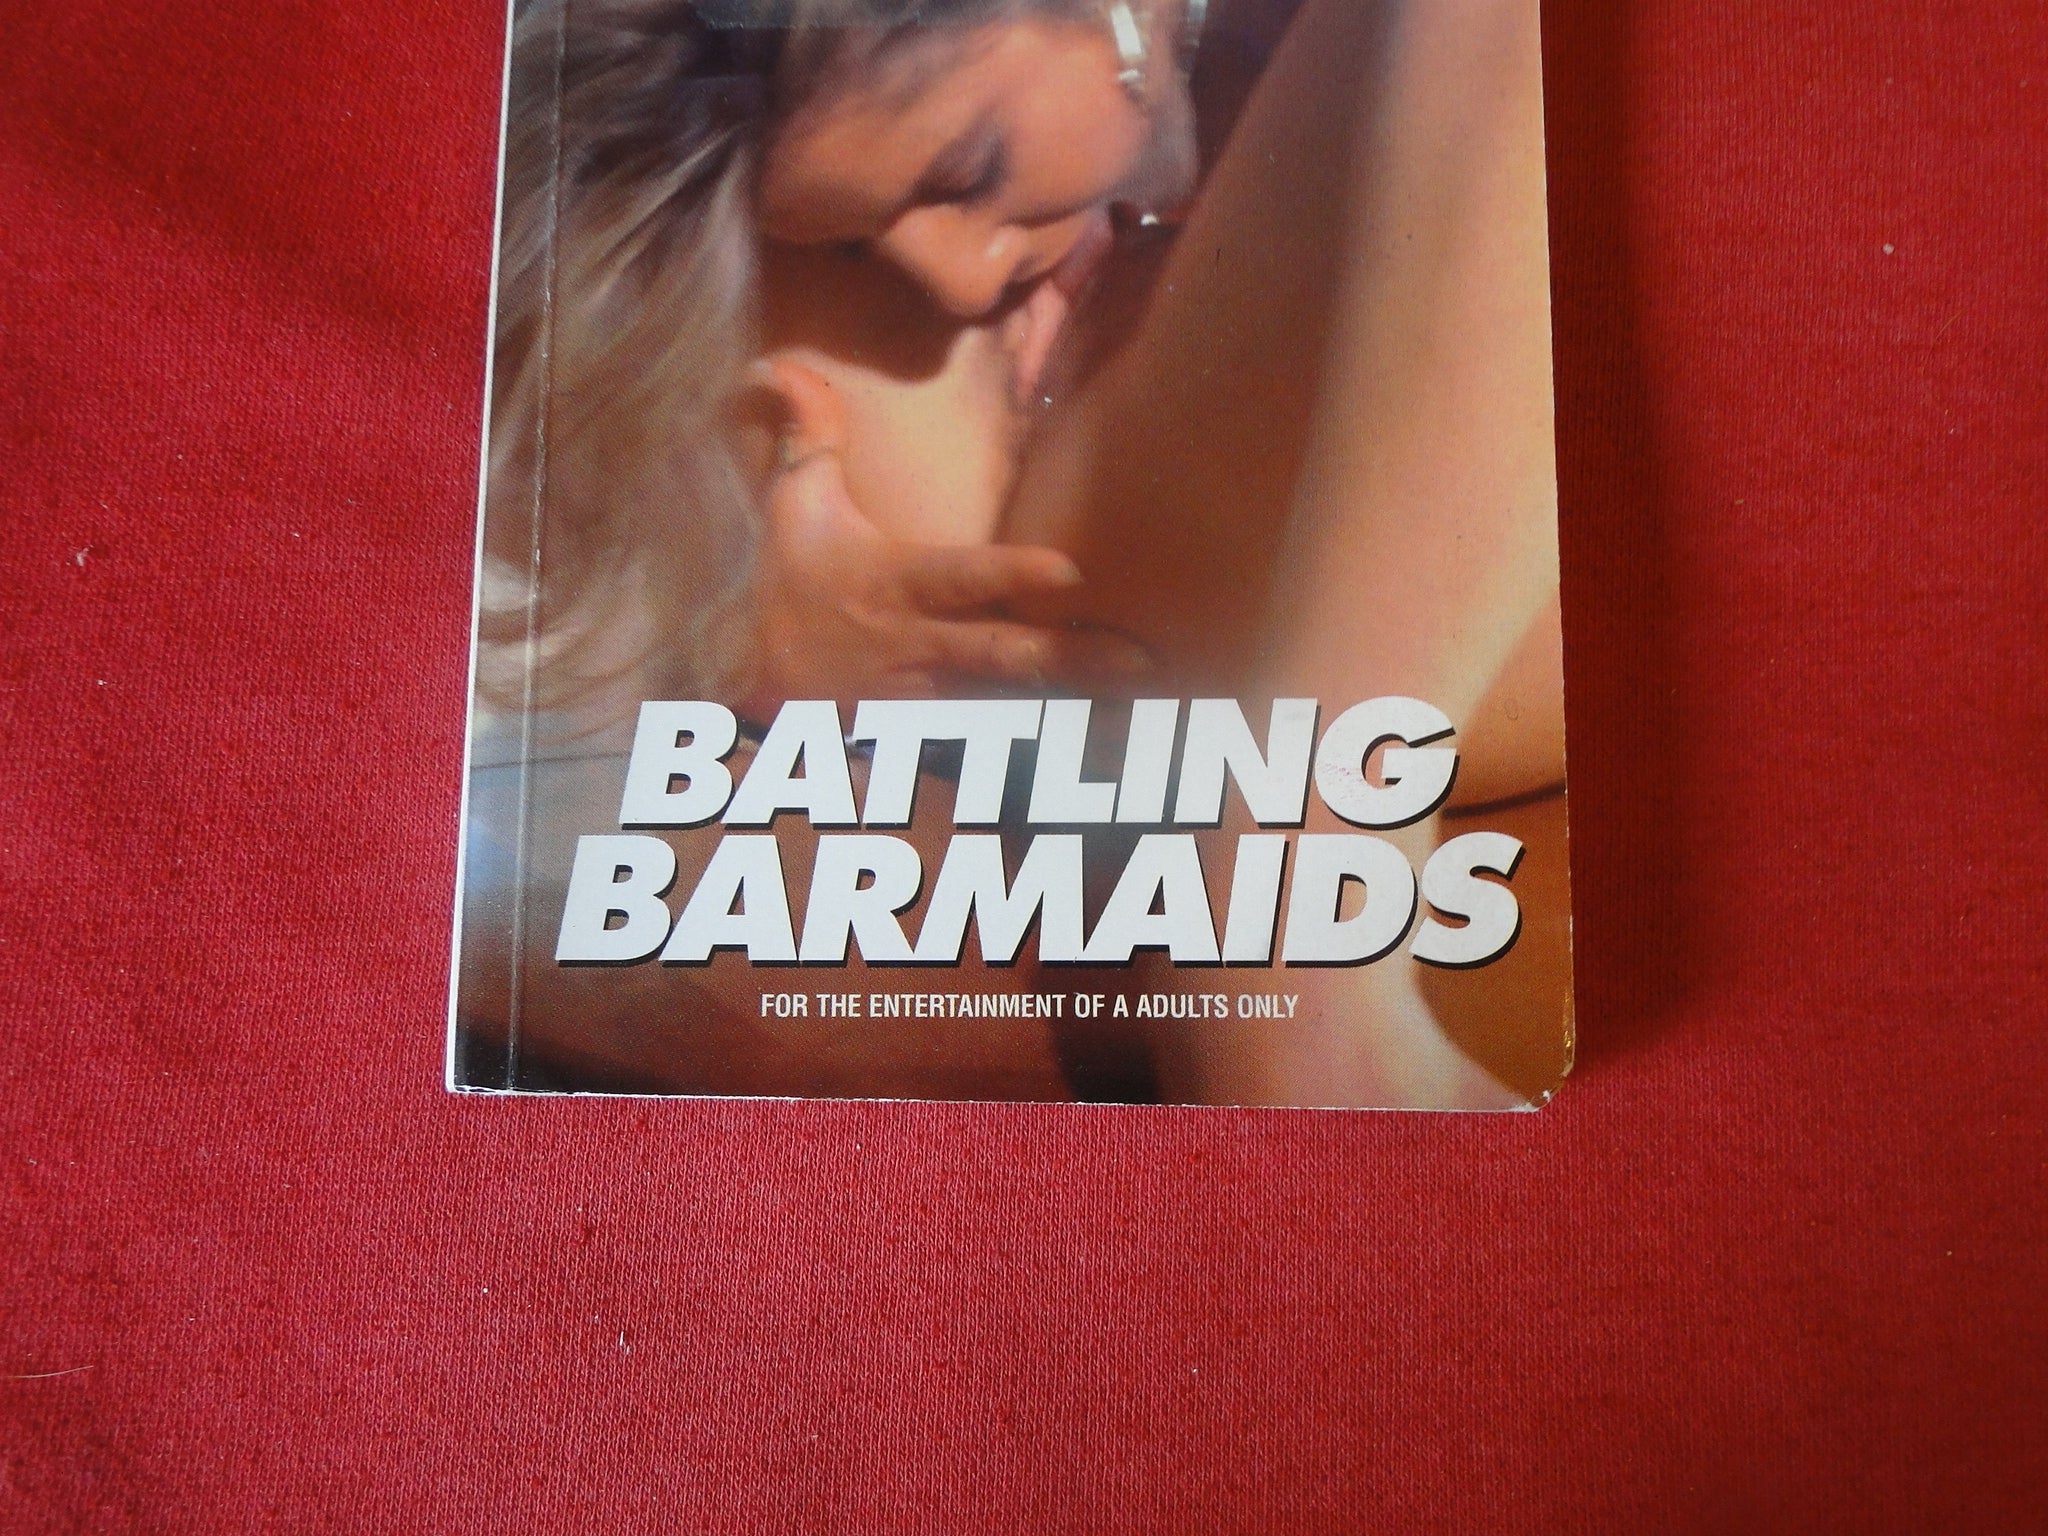 BATTLING
BARMAIDS
FOR THE ENTERTAINMENT OF A ADULTS ONLY